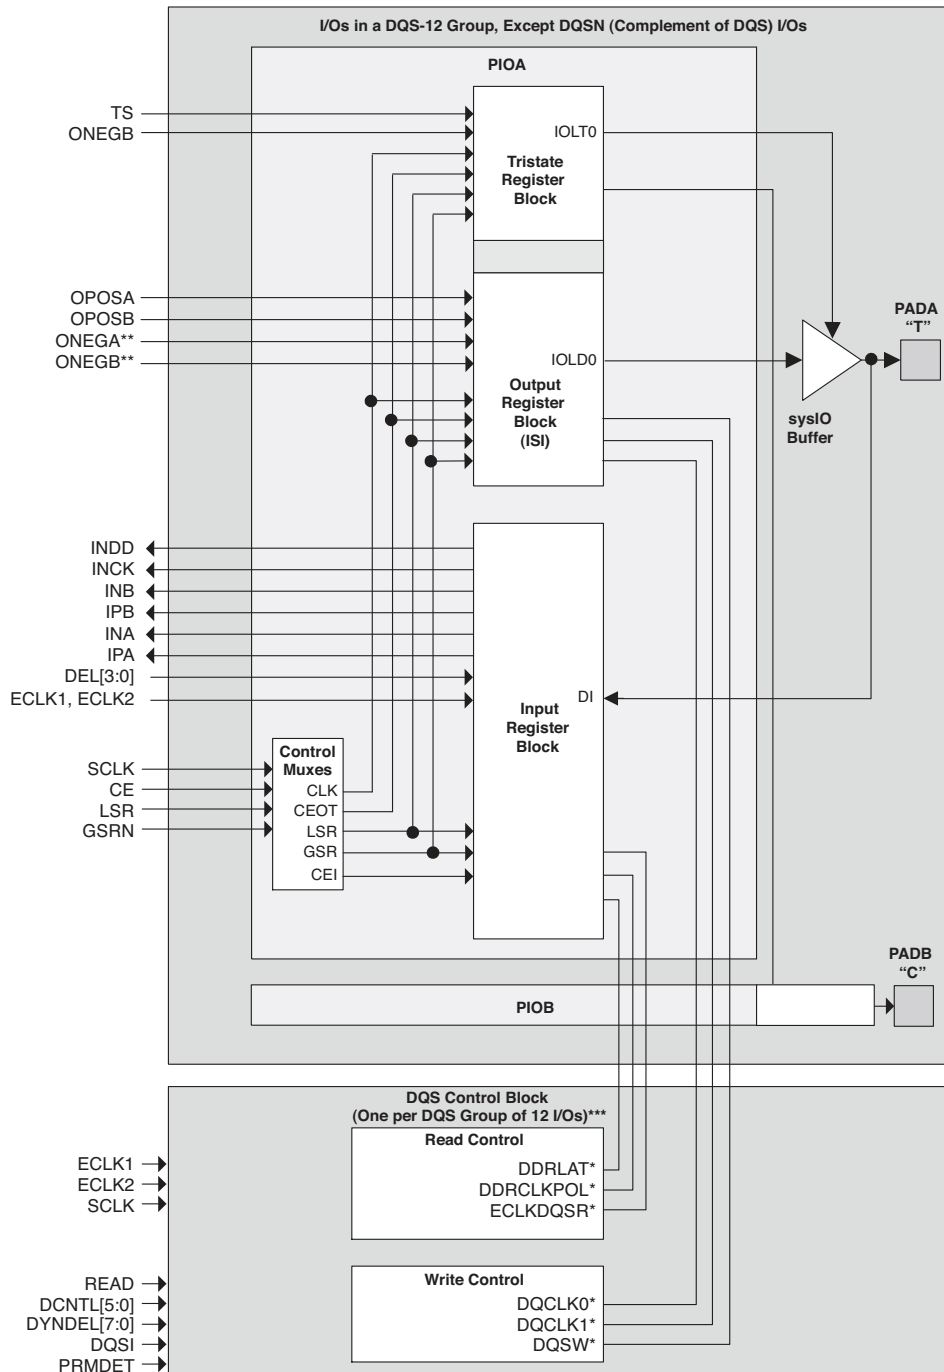 I/Os in a DQS-12 Group, Except DQSN (Complement of DQS) I/Os
PIOA
TS
ONEGB
IOLT0
Tristate
Register
Block
OPOSA
OPOSB
ONEGA**
ONEGB**
IOLD0
Output
Register
Block
(ISI)
PADA
“T”
sysIO
Buffer
INDD
INCK
INB
IPB
INA
IPA
DEL[3:0]
ECLK1, ECLK2
DI
Input
Register
Block
Control
Muxes
SCLK
CE
LSR
GSRN
CLK
CEOT
LSR
GSR
CEI
PADB
“C”
PIOB
DQS Control Block
(One per DQS Group of 12 I/Os)***
Read Control
ECLK1
ECLK2
SCLK
DDRLAT*
DDRCLKPOL*
ECLKDQSR*
Write Control
READ
DCNTL[5:0]
DYNDEL[7:0]
DQSI
PRMDET
DQCLK0*
DQCLK1*
DQSW*